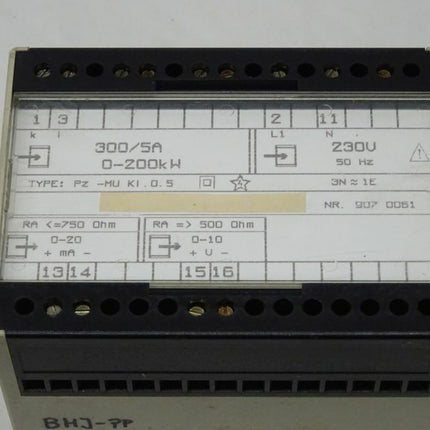 1 3 2 11
k l L1 N
300/5A 230V
0-200kW 50 Hz
TYPE: Pz -MU Kl.0.5 3N≈1E
NR. 907 0061
RA <=750 Ohm RA => 500 Ohm
0-20 0-10
+ mA - + U -
13 14 15 16